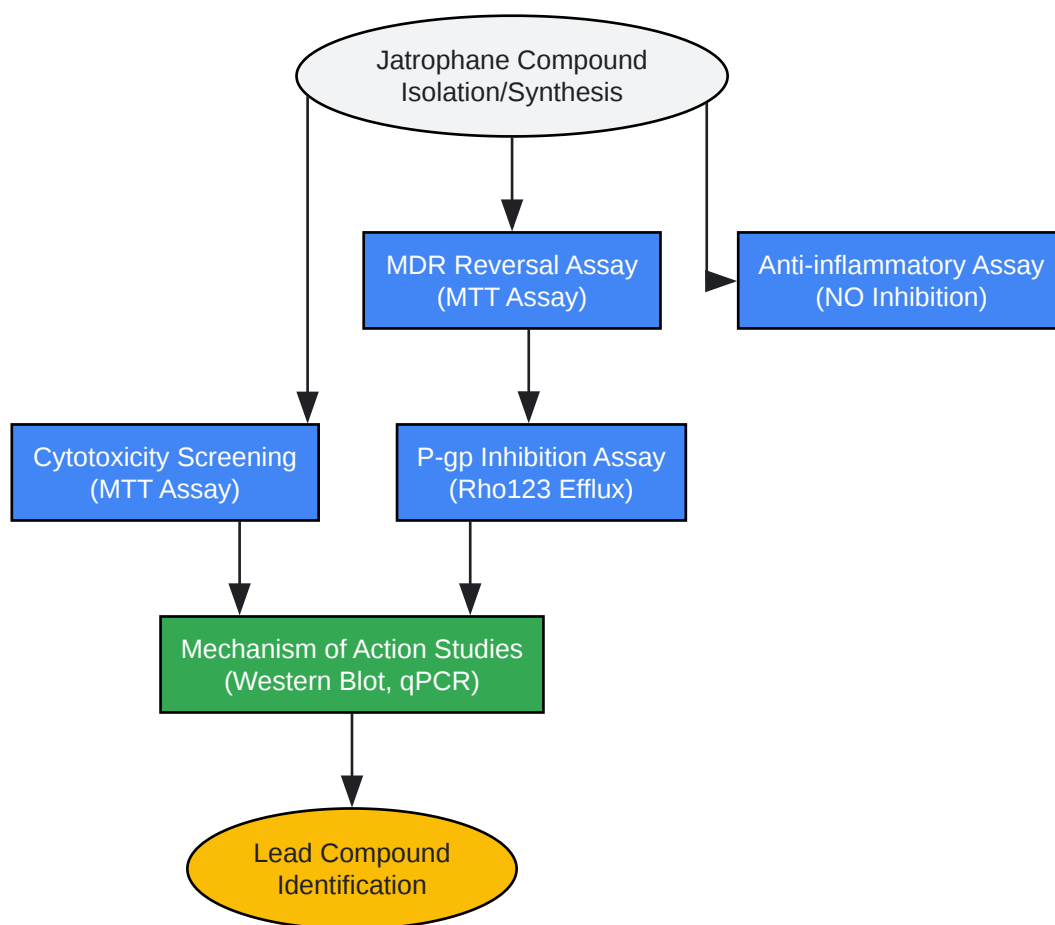 Jatrophane Compound
Isolation/Synthesis
MDR Reversal Assay
(MTT Assay)
Anti-inflammatory Assay
(NO Inhibition)
Cytotoxicity Screening
(MTT Assay)
P-gp Inhibition Assay
(Rho123 Efflux)
Mechanism of Action Studies
(Western Blot, qPCR)
Lead Compound
Identification